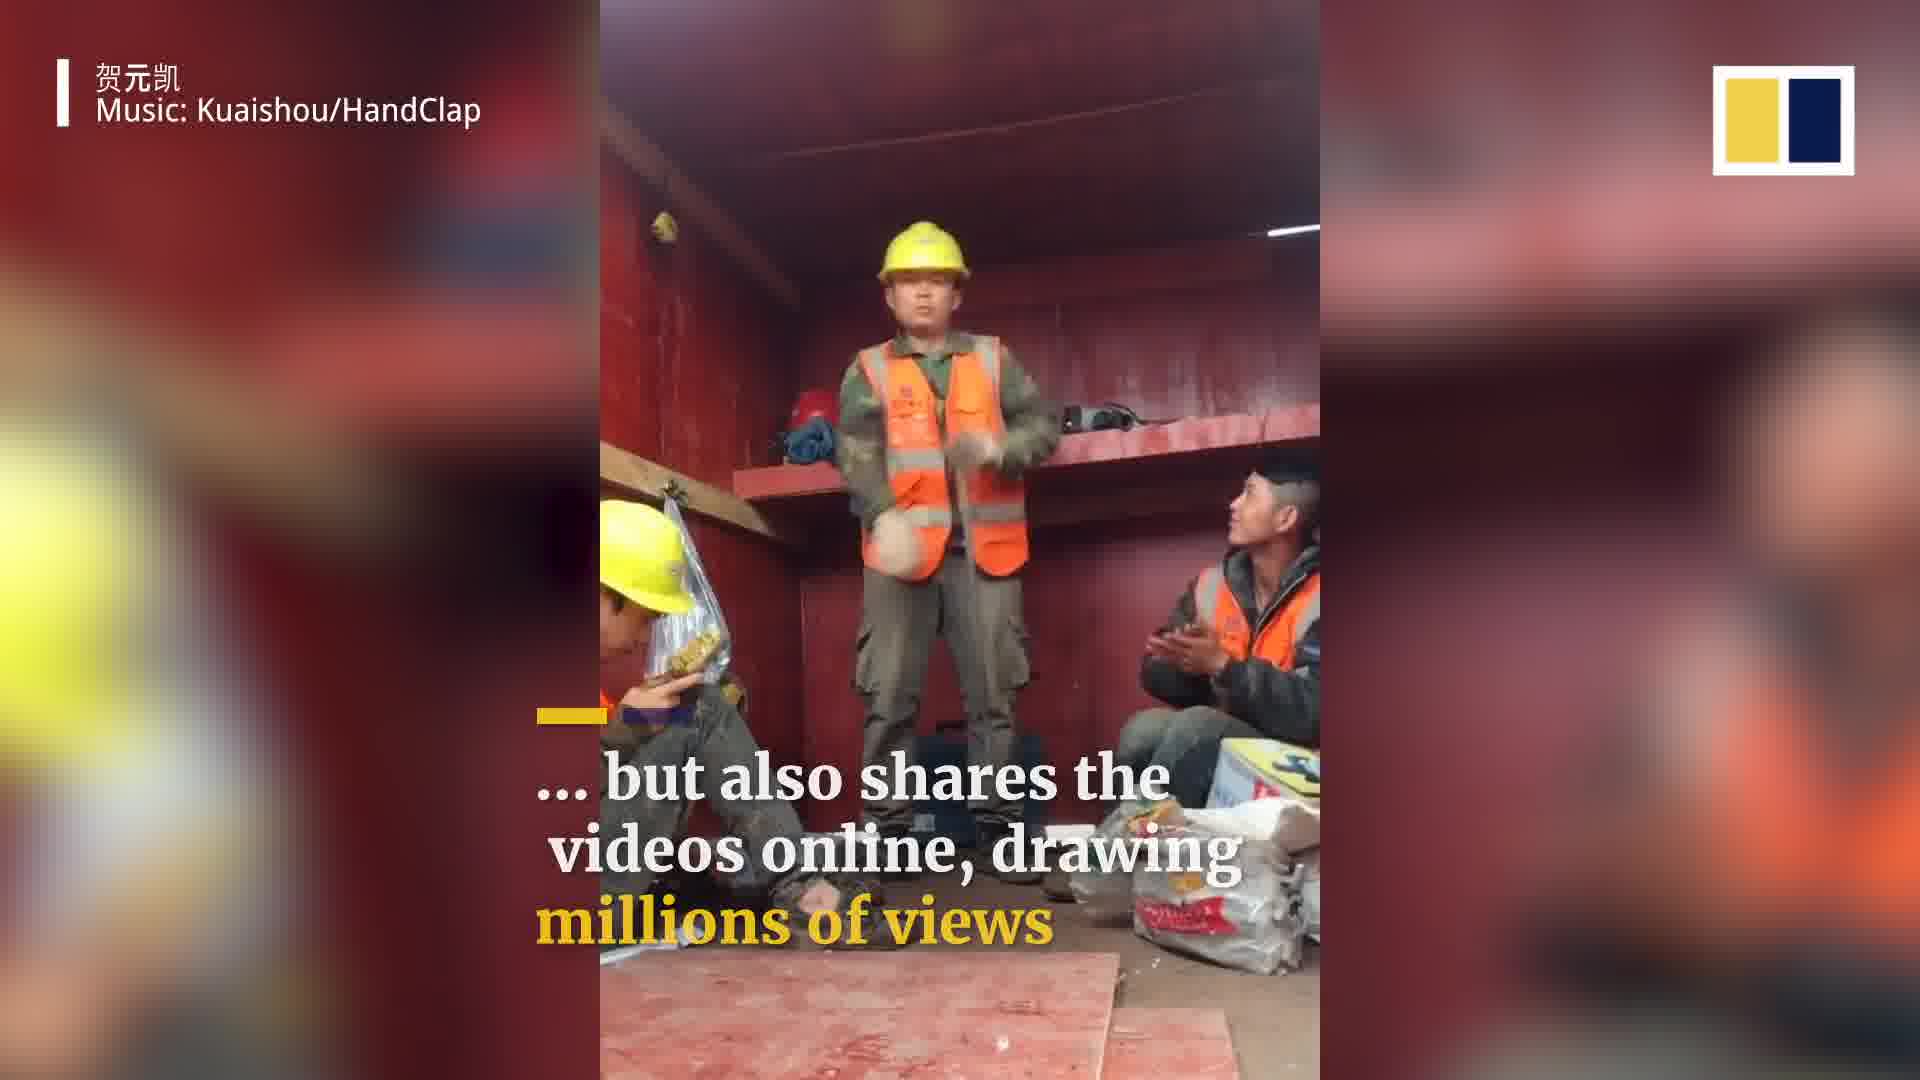 贺元凯
Music: Kuaishou/HandClap
... but also shares the
videos online, drawing
millions of views